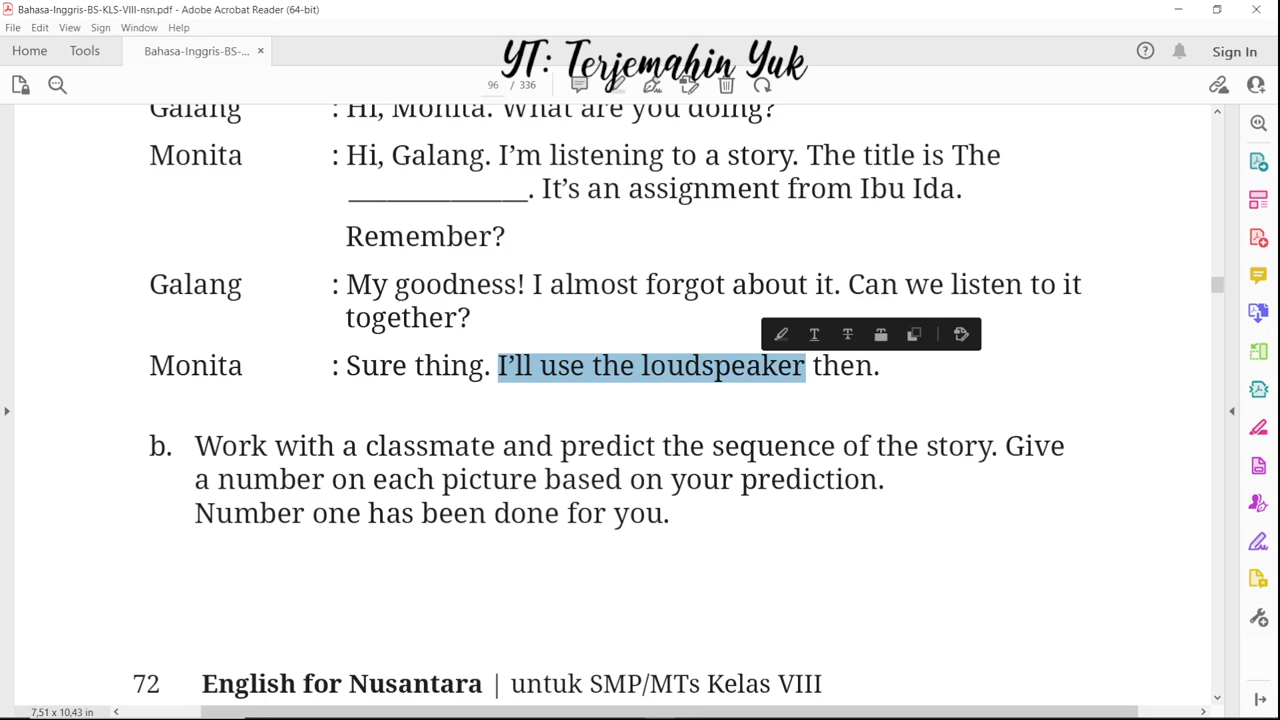 Bahasa-Inggris-BS-KLS-VIII-nsn.pdf - Adobe Acrobat Reader (64-bit)
File Edit View Sign Window Help
Home Tools Bahasa-Inggris-BS-... × Sign In
YT: Terjemahin Yuk
96 / 336
Galang : Hi, Monita. What are you doing?
Monita : Hi, Galang. I’m listening to a story. The title is The
______________. It’s an assignment from Ibu Ida.
Remember?
Galang : My goodness! I almost forgot about it. Can we listen to it
together?
Monita : Sure thing. I’ll use the loudspeaker then.
b. Work with a classmate and predict the sequence of the story. Give
a number on each picture based on your prediction.
Number one has been done for you.
72 English for Nusantara | untuk SMP/MTs Kelas VIII
7,51 x 10,43 in